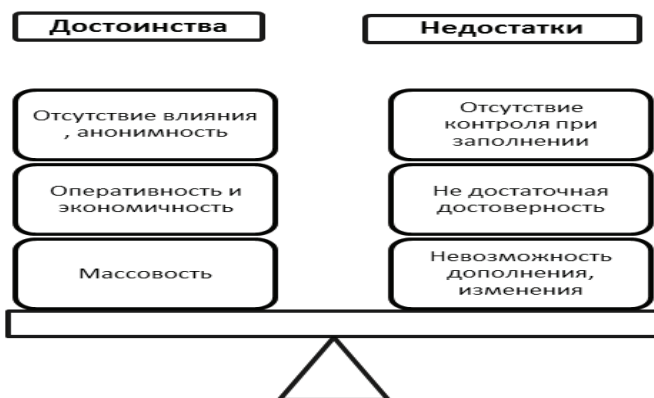 Достоинства
Недостатки
Отсутствие влияния
, анонимность
Оперативность и
экономичность
Массовость
Отсутствие
контроля при
заполнении
Не достаточная
достоверность
Невозможность
дополнения,
изменения